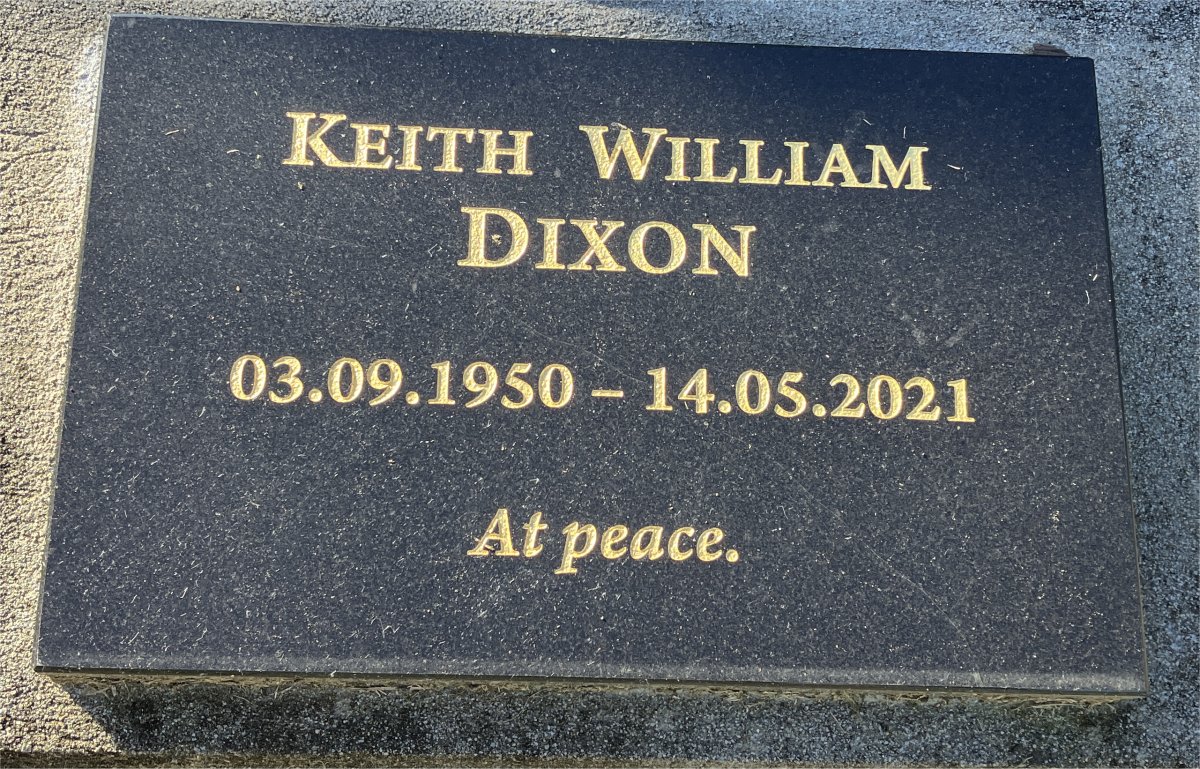 KEITH WILLIAM
DIXON
03.09.1950 – 14.05.2021
At peace.